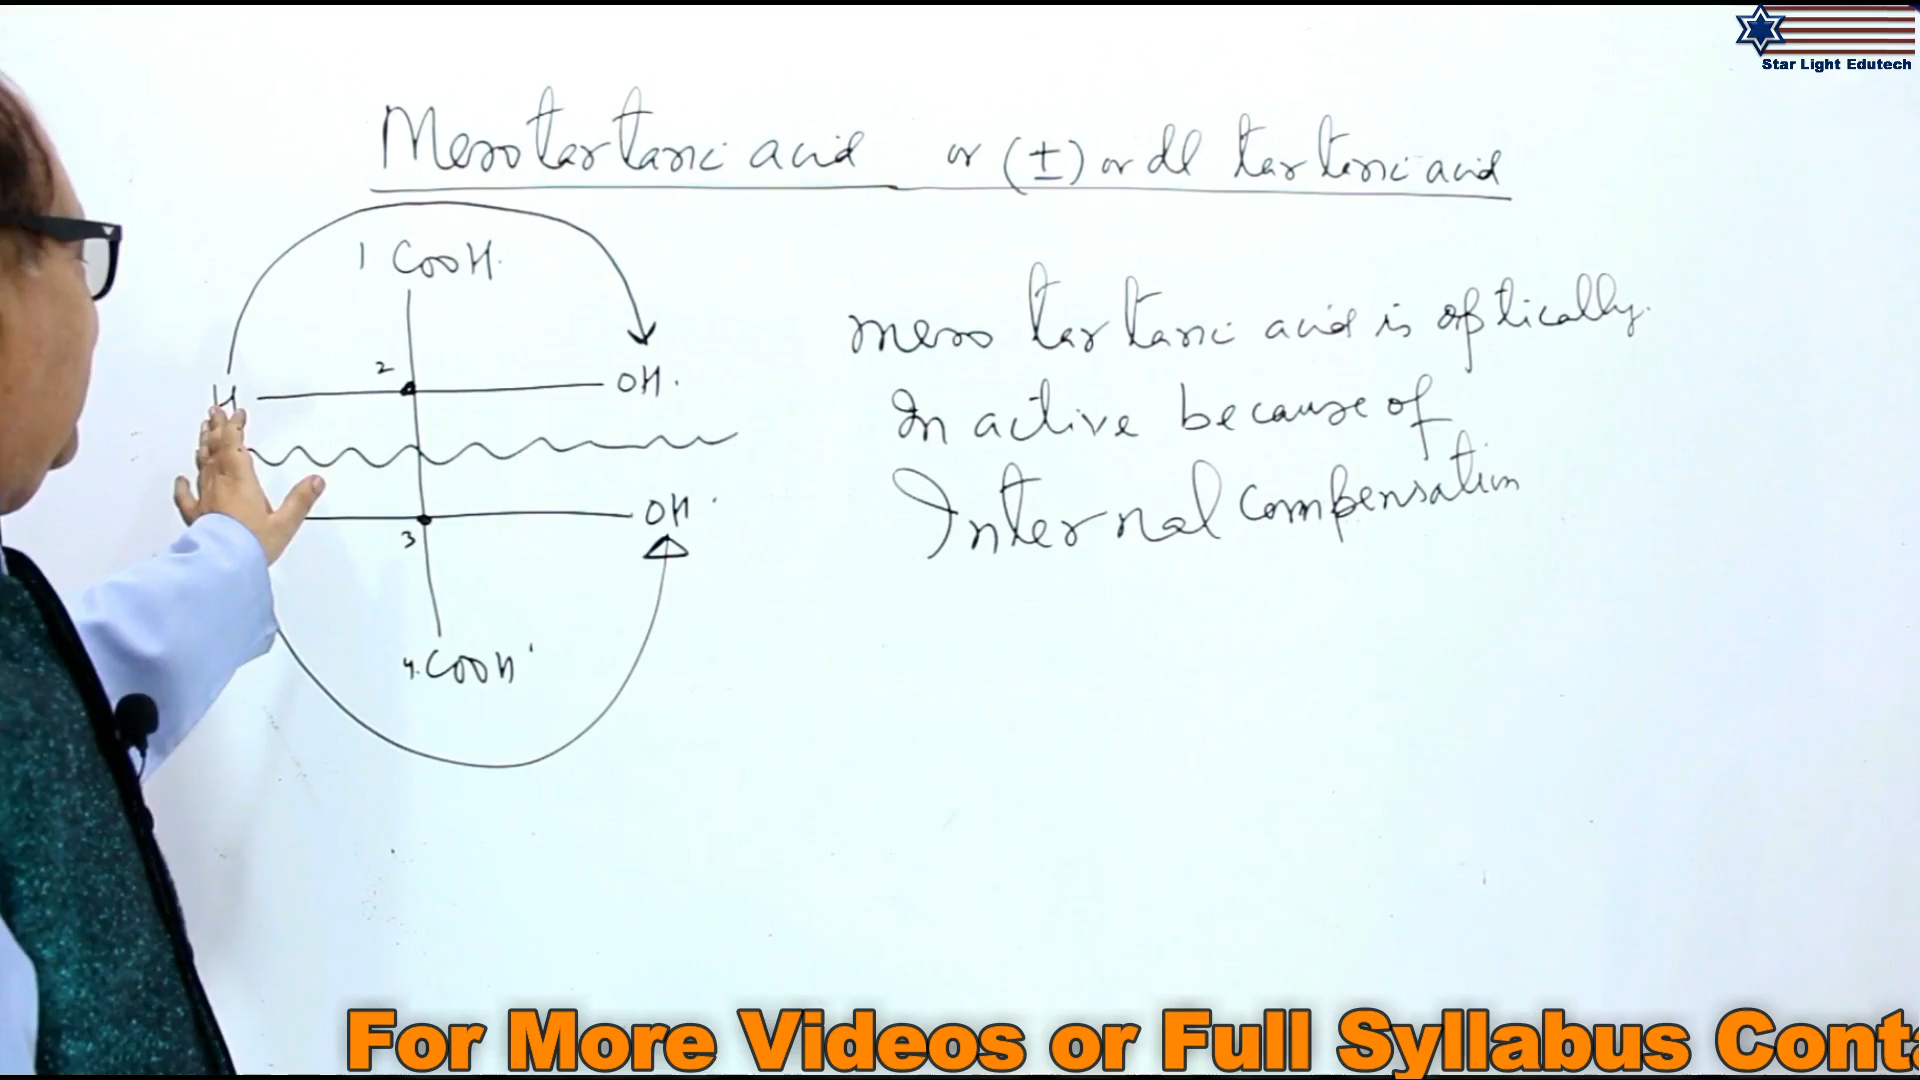 Star Light Edutech
Meso tartaric acid or (±) or dl tartaric acid
1 COOH.
2
H OH.
OH.
3
4. COOH
meso tartaric acid is optically.
In active because of
Internal compensation
For More Videos or Full Syllabus Conta